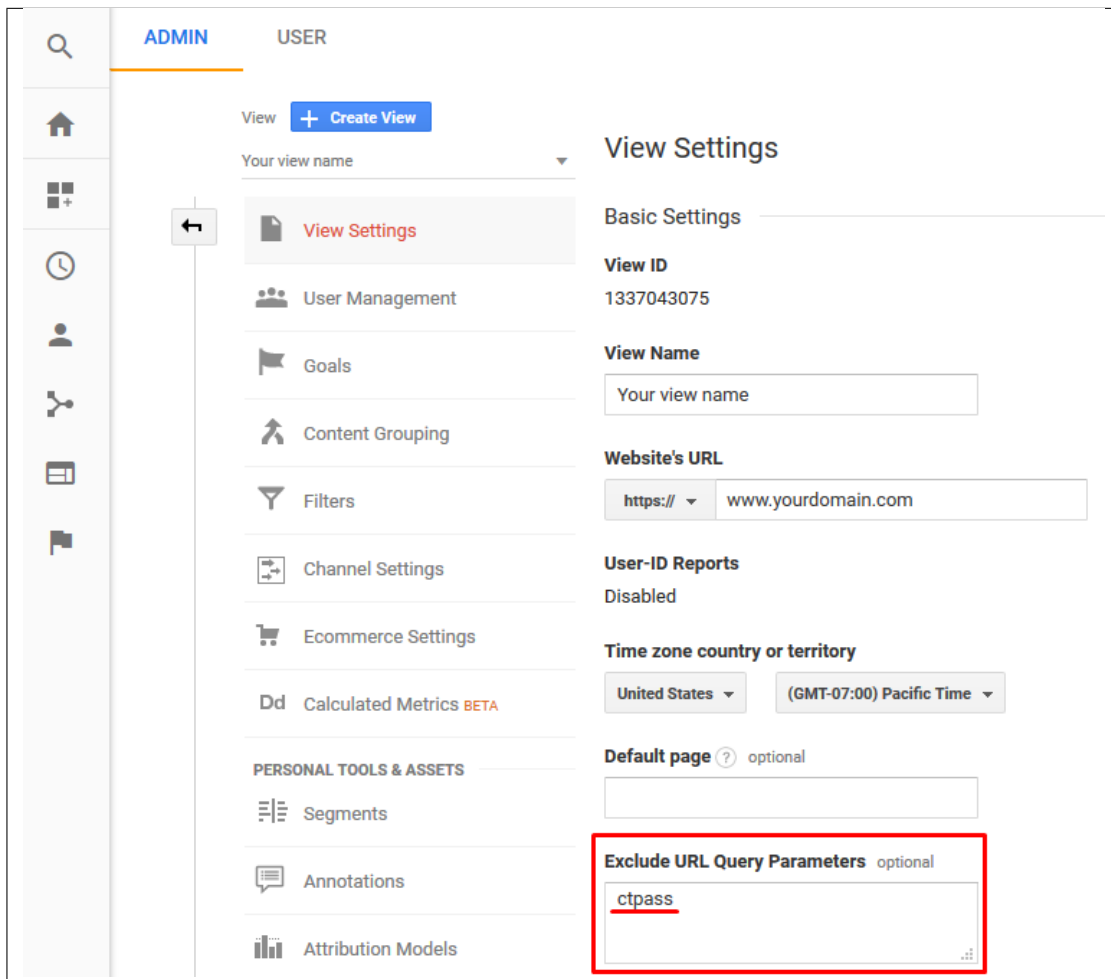 ADMIN USER
View + Create View
Your view name
View Settings
User Management
Goals
Content Grouping
Filters
Channel Settings
Ecommerce Settings
Dd Calculated Metrics BETA
PERSONAL TOOLS & ASSETS
Segments
Annotations
Attribution Models
View Settings
Basic Settings
View ID
1337043075
View Name
Your view name
Website's URL
https:// www.yourdomain.com
User-ID Reports
Disabled
Time zone country or territory
United States (GMT-07:00) Pacific Time
Default page ? optional
Exclude URL Query Parameters optional
ctpass